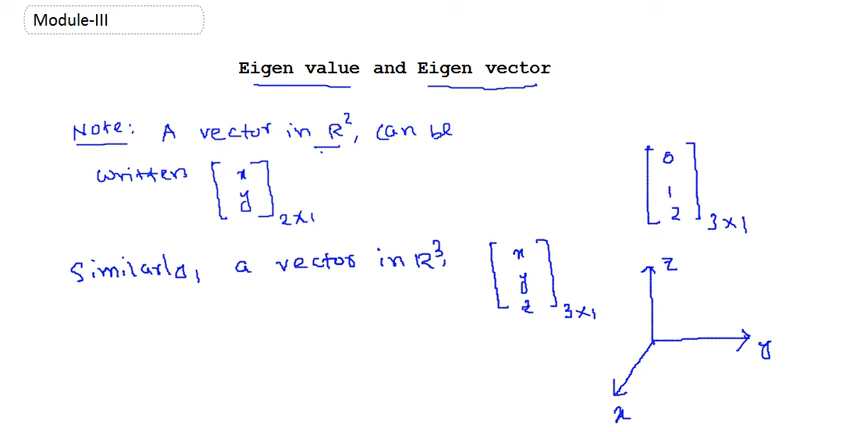 Module-III
Eigen value and Eigen vector
Note: A vector in R², can be
written [x y]2×1
[0 1 2]3×1
Similarly, a vector in R³, [x y z]3×1
z
y
x